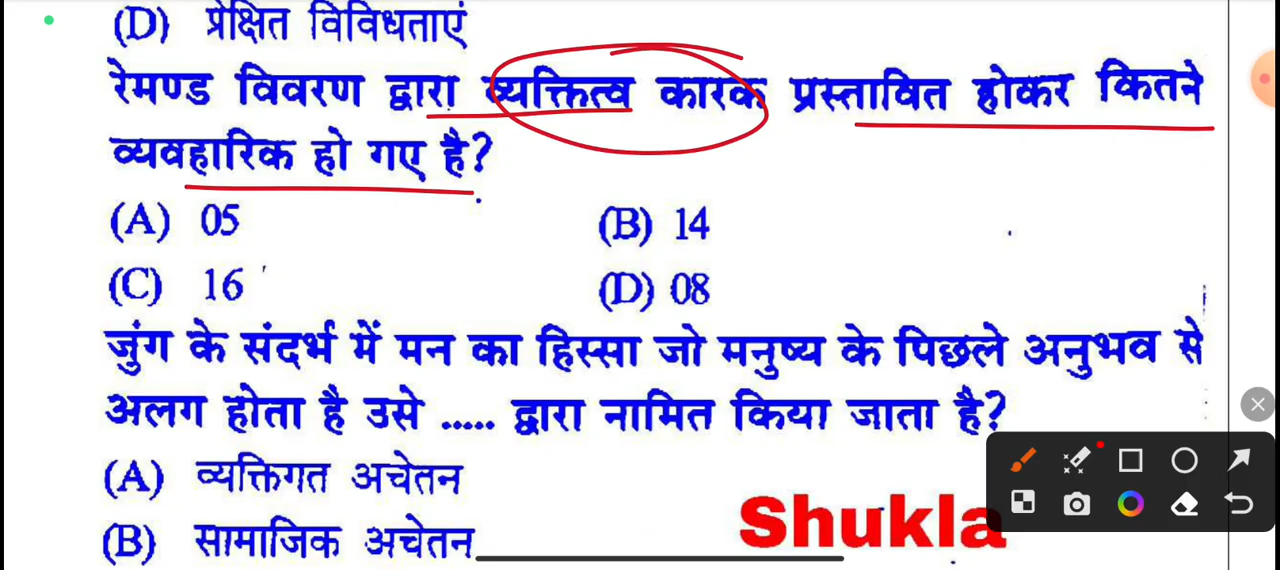 (D) प्रेक्षित विविधताएं
रेमण्ड विवरण द्वारा व्यक्तित्व कारक प्रस्तावित होकर कितने
व्यवहारिक हो गए है?
(A) 05 (B) 14
(C) 16 (D) 08
जुंग के संदर्भ में मन का हिस्सा जो मनुष्य के पिछले अनुभव से
अलग होता है उसे ..... द्वारा नामित किया जाता है?
(A) व्यक्तिगत अचेतन
(B) सामाजिक अचेतन
Shukla